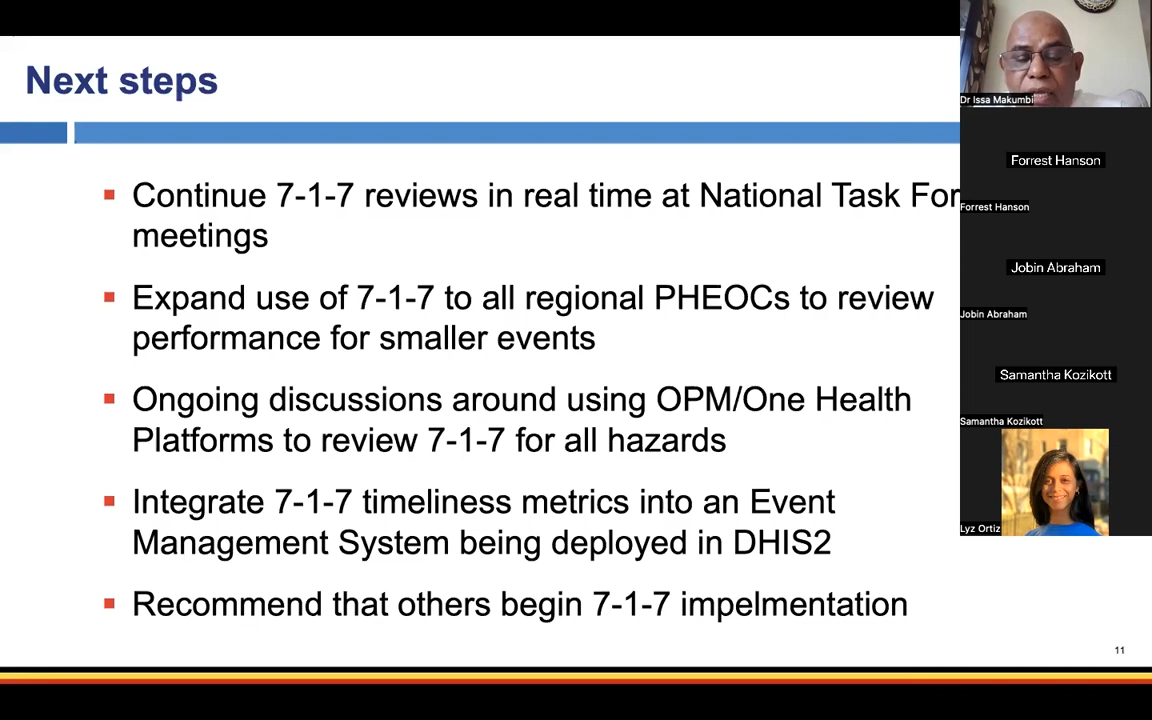 Next steps
Continue 7-1-7 reviews in real time at National Task For
meetings
Expand use of 7-1-7 to all regional PHEOCs to review
performance for smaller events
Ongoing discussions around using OPM/One Health
Platforms to review 7-1-7 for all hazards
Integrate 7-1-7 timeliness metrics into an Event
Management System being deployed in DHIS2
Recommend that others begin 7-1-7 impelmentation
11
Dr Issa Makumbi
Forrest Hanson
Forrest Hanson
Jobin Abraham
Jobin Abraham
Samantha Kozikott
Samantha Kozikott
Lyz Ortiz